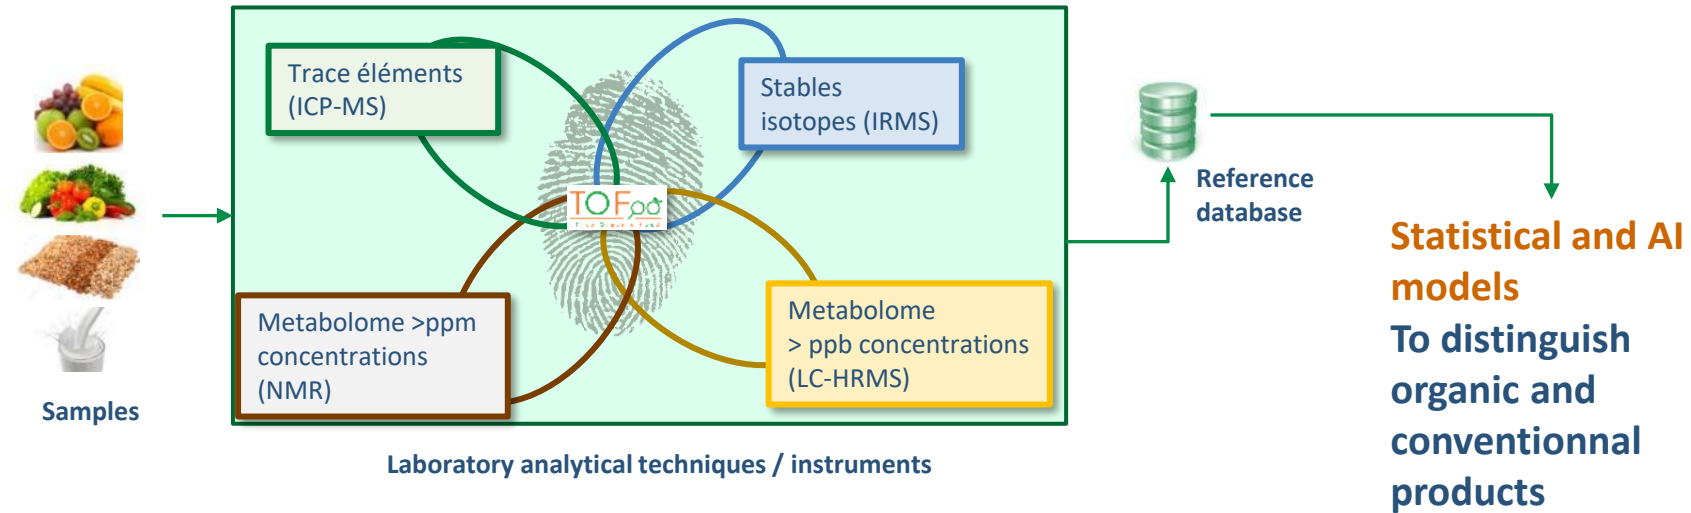 Trace éléments
(ICP-MS)
Stables
isotopes (IRMS)
TOFoo
Metabolome >ppm
concentrations
(NMR)
Metabolome
> ppb concentrations
(LC-HRMS)
Samples
Laboratory analytical techniques / instruments
Reference
database
Statistical and AI
models
To distinguish
organic and
conventionnal
products